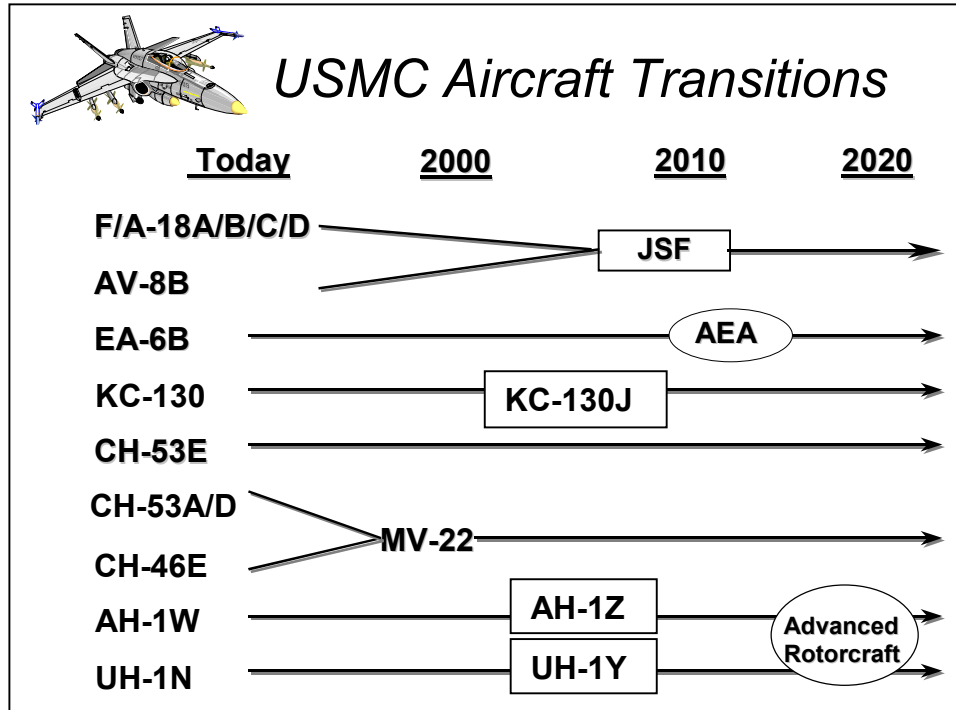 USMC Aircraft Transitions
Today 2000 2010 2020
F/A-18A/B/C/D
JSF
AV-8B
EA-6B AEA
KC-130 KC-130J
CH-53E
CH-53A/D
MV-22
CH-46E
AH-1W AH-1Z
Advanced
Rotorcraft
UH-1N UH-1Y